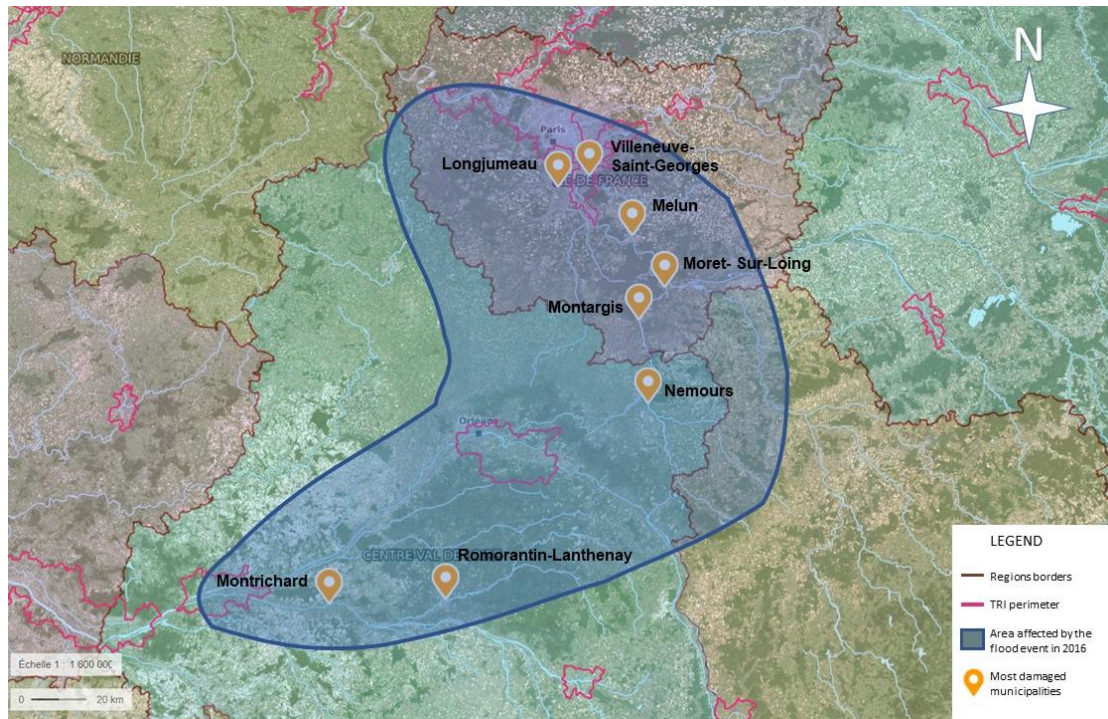 NORMANDIE
N
Paris
Villeneuve-
Saint-Georges
Longjumeau
ÎLE-DE-FRANCE
Melun
Moret- Sur-Loing
Montargis
Nemours
Orléans
CENTRE VAL DE
Romorantin-Lanthenay
Montrichard
LEGEND
Regions borders
TRI perimeter
Area affected by the
flood event in 2016
Most damaged
municipalities
Échelle 1 : 1 600 000
0
20 km